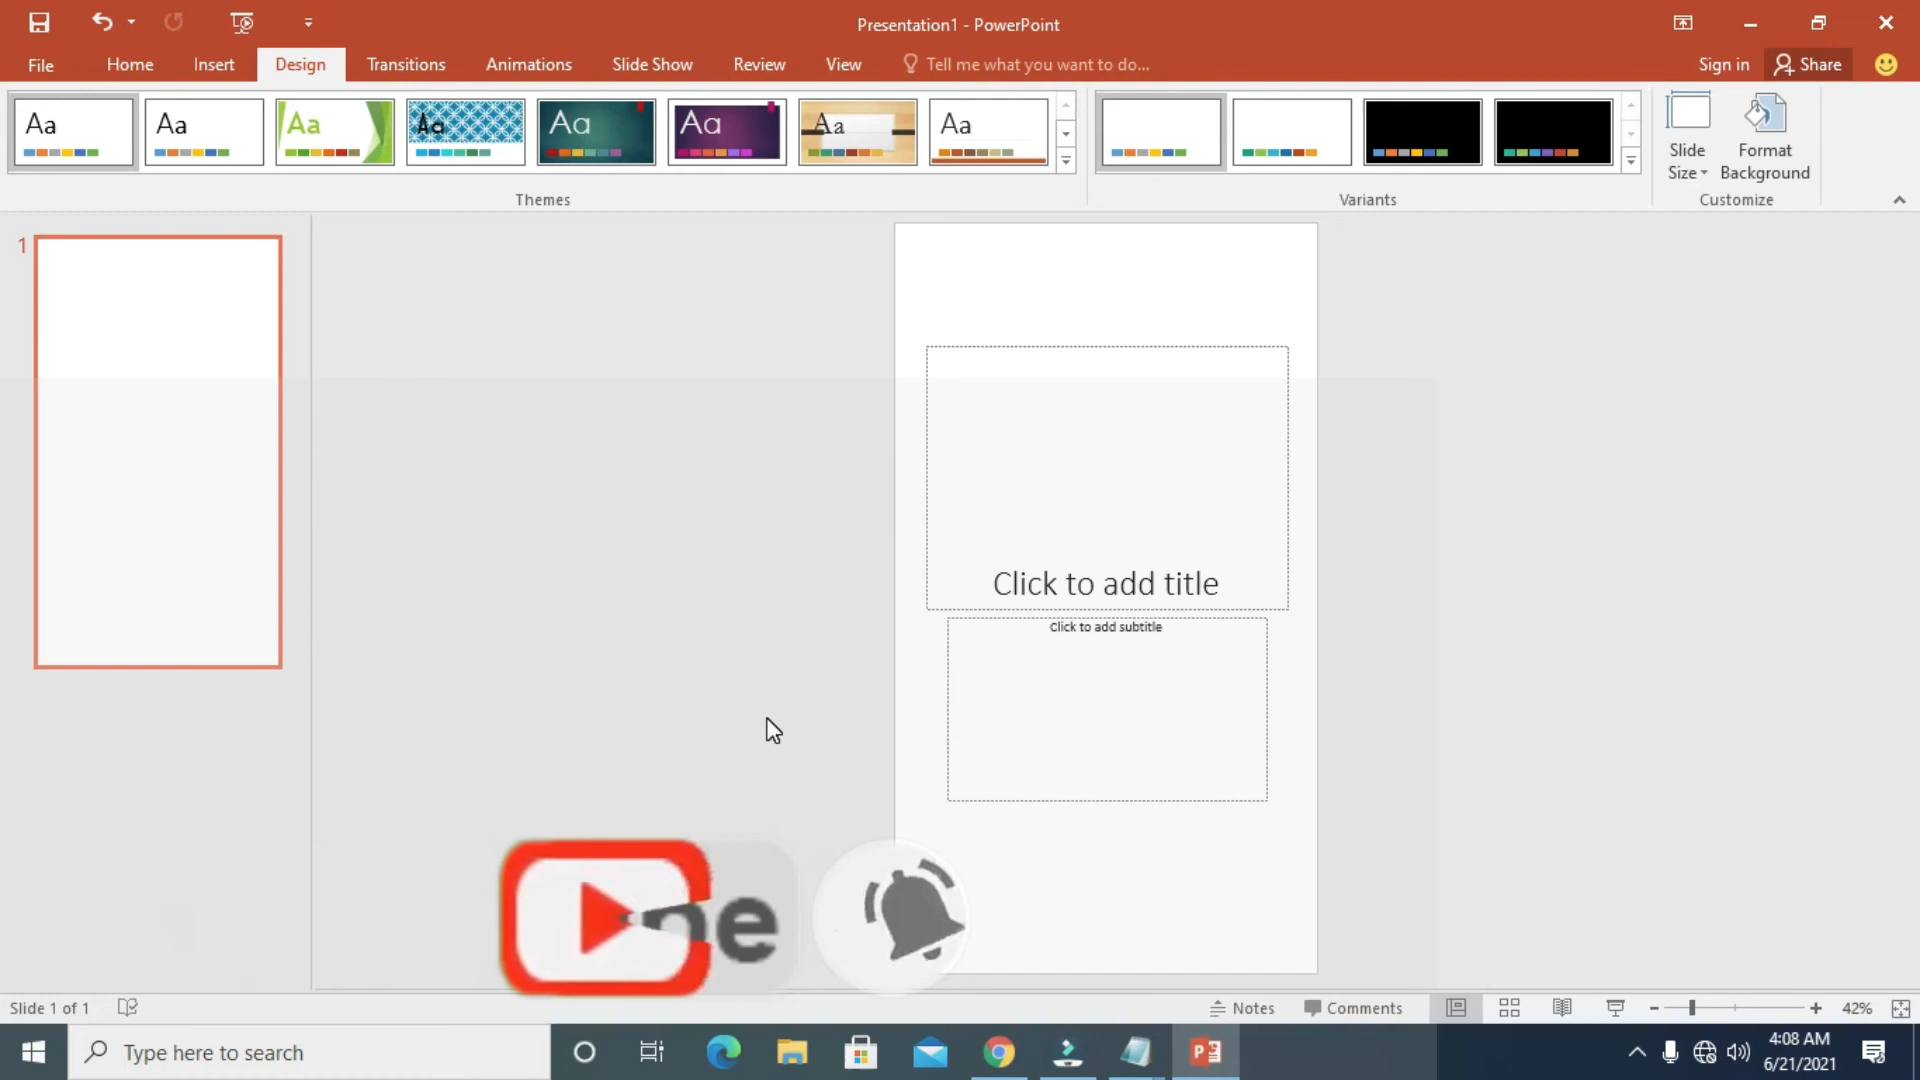 Presentation1 - PowerPoint
File Home Insert Design Transitions Animations Slide Show Review View Tell me what you want to do... Sign in Share
Aa Aa Aa Aa Aa Aa Aa Aa
Slide Size
Format Background
Themes Variants Customize
1
Click to add title
Click to add subtitle
Slide 1 of 1 Notes Comments 42%
Type here to search
4:08 AM
6/21/2021